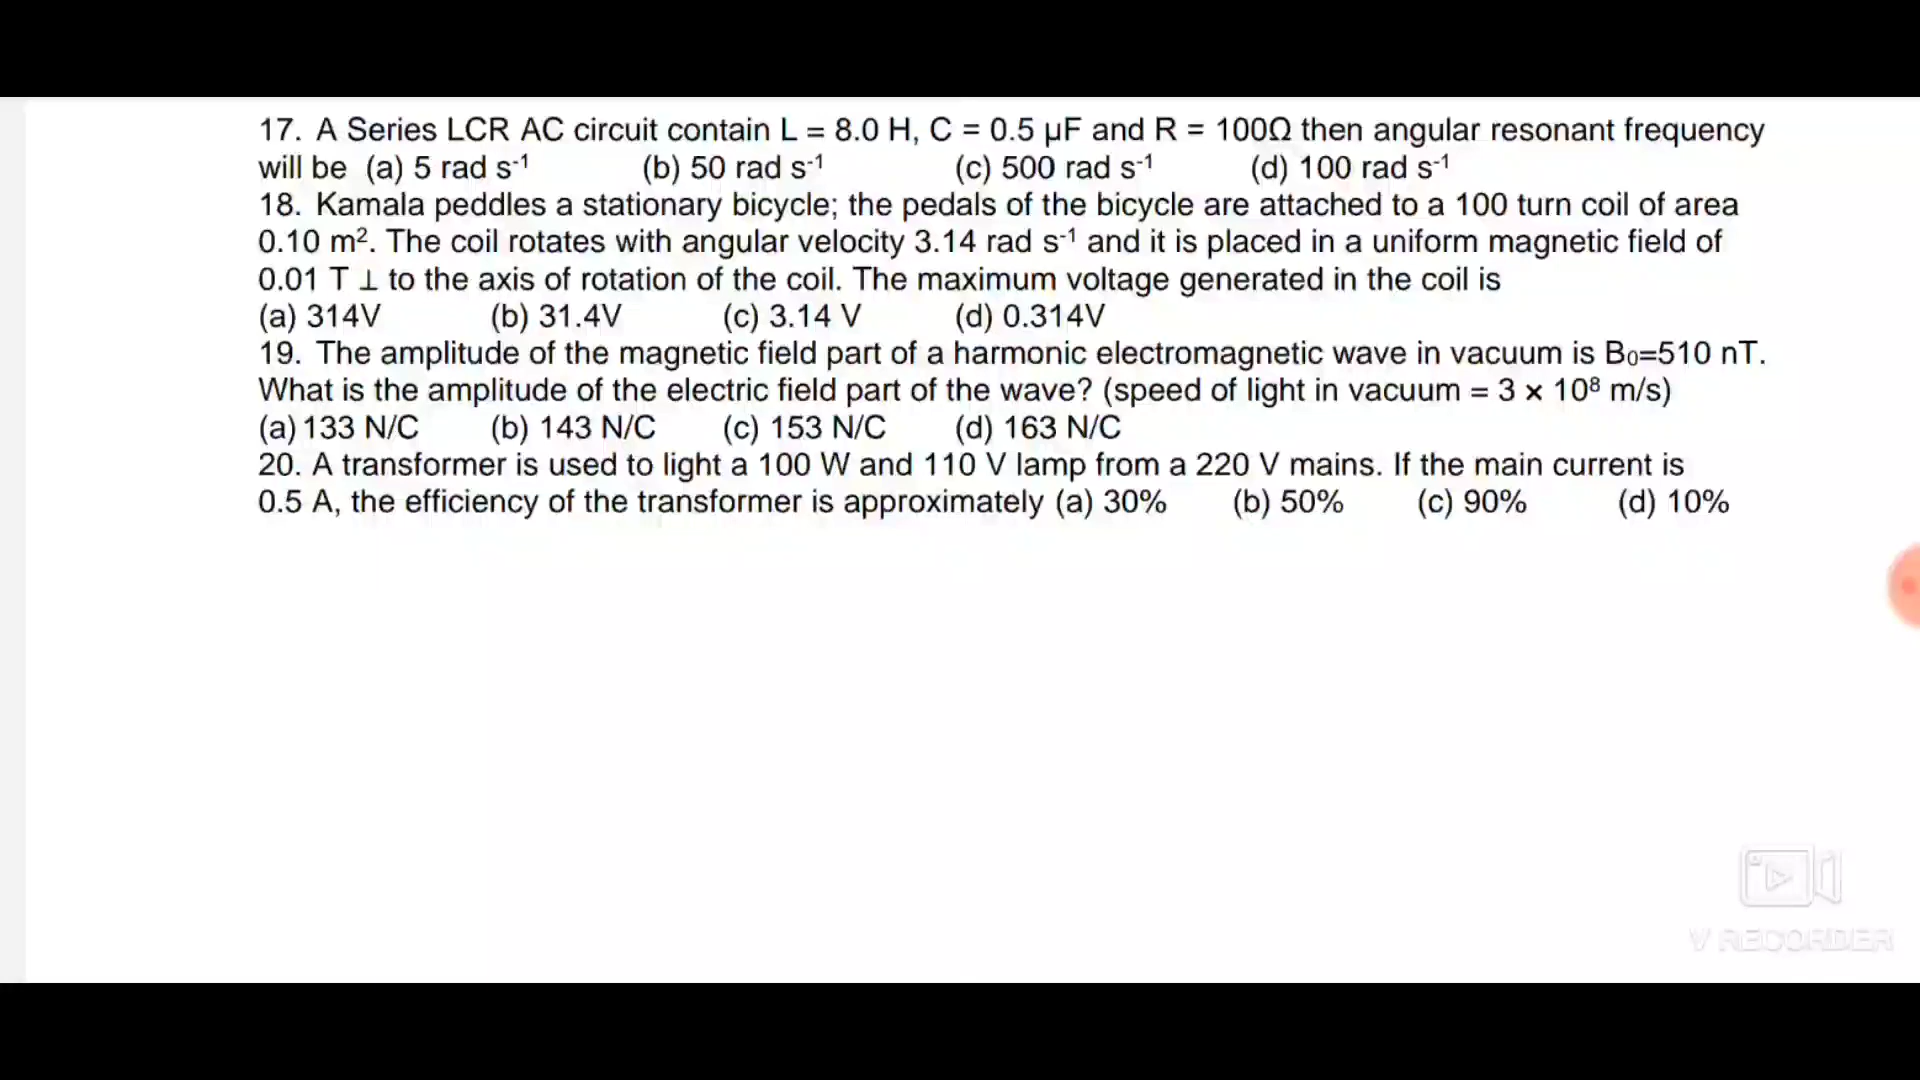 17. A Series LCR AC circuit contain L = 8.0 H, C = 0.5 µF and R = 100Ω then angular resonant frequency
will be (a) 5 rad s⁻¹ (b) 50 rad s⁻¹ (c) 500 rad s⁻¹ (d) 100 rad s⁻¹
18. Kamala peddles a stationary bicycle; the pedals of the bicycle are attached to a 100 turn coil of area
0.10 m². The coil rotates with angular velocity 3.14 rad s⁻¹ and it is placed in a uniform magnetic field of
0.01 T ⊥ to the axis of rotation of the coil. The maximum voltage generated in the coil is
(a) 314V (b) 31.4V (c) 3.14 V (d) 0.314V
19. The amplitude of the magnetic field part of a harmonic electromagnetic wave in vacuum is B₀=510 nT.
What is the amplitude of the electric field part of the wave? (speed of light in vacuum = 3 × 10⁸ m/s)
(a) 133 N/C (b) 143 N/C (c) 153 N/C (d) 163 N/C
20. A transformer is used to light a 100 W and 110 V lamp from a 220 V mains. If the main current is
0.5 A, the efficiency of the transformer is approximately (a) 30% (b) 50% (c) 90% (d) 10%
V RECORDER